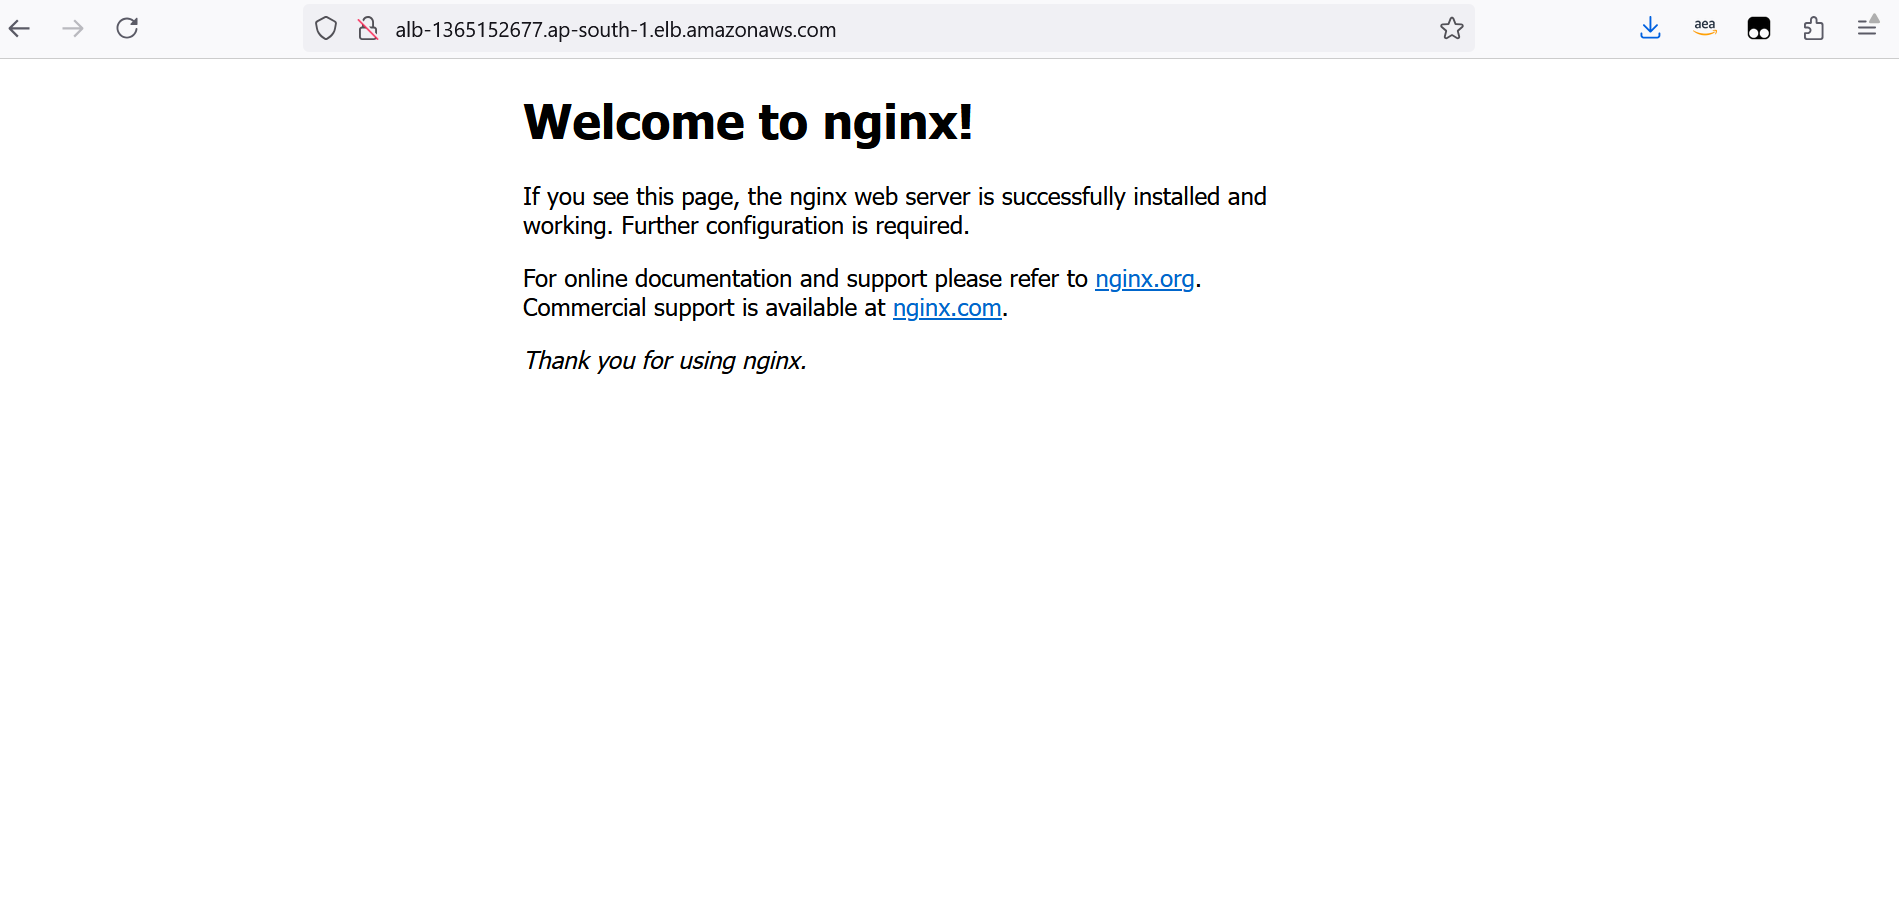 alb-1365152677.ap-south-1.elb.amazonaws.com
aea
Welcome to nginx!
If you see this page, the nginx web server is successfully installed and
working. Further configuration is required.
For online documentation and support please refer to nginx.org.
Commercial support is available at nginx.com.
Thank you for using nginx.